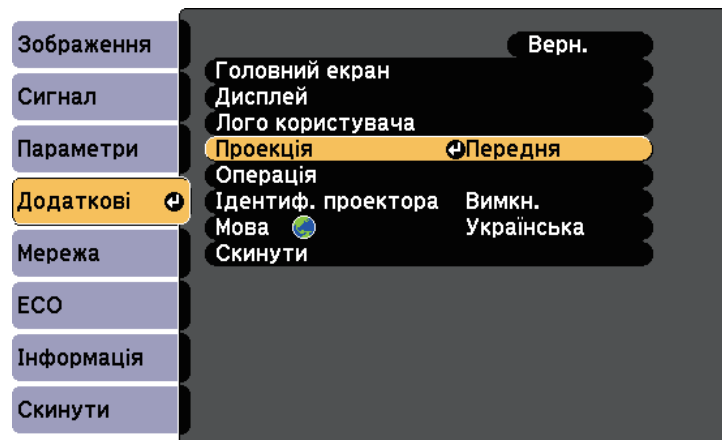 Зображення
Сигнал
Параметри
Додаткові
Мережа
ECO
Інформація
Скинути
Верн.
Головний екран
Дисплей
Лого користувача
Проекція Передня
Операція
Ідентиф. проектора Вимкн.
Мова Українська
Скинути